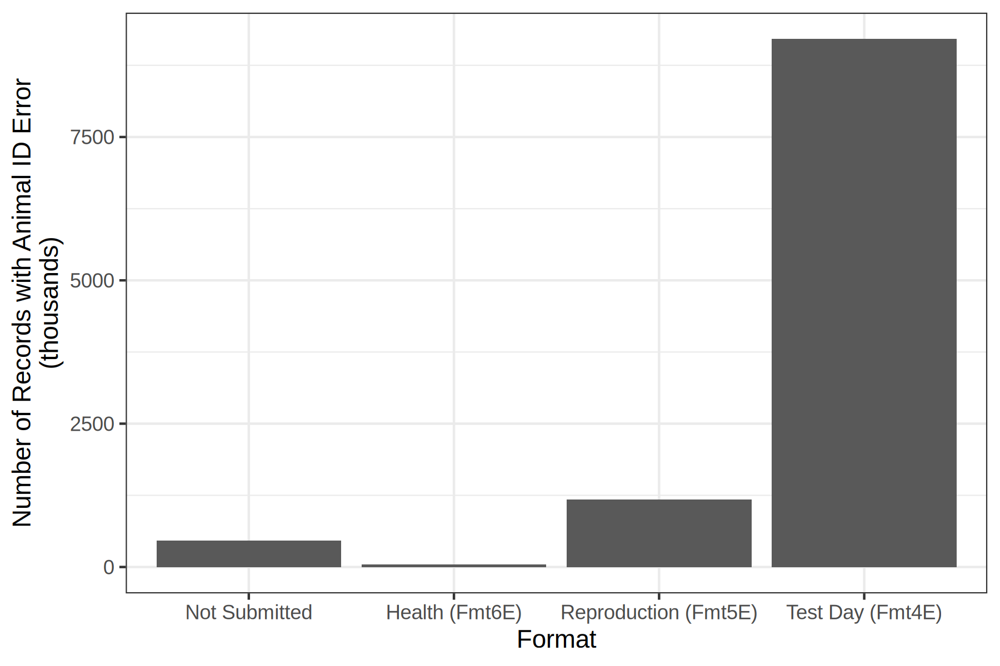 Number of Records with Animal ID Error
(thousands)
7500
5000
2500
0
Not Submitted
Health (Fmt6E)
Reproduction (Fmt5E)
Test Day (Fmt4E)
Format